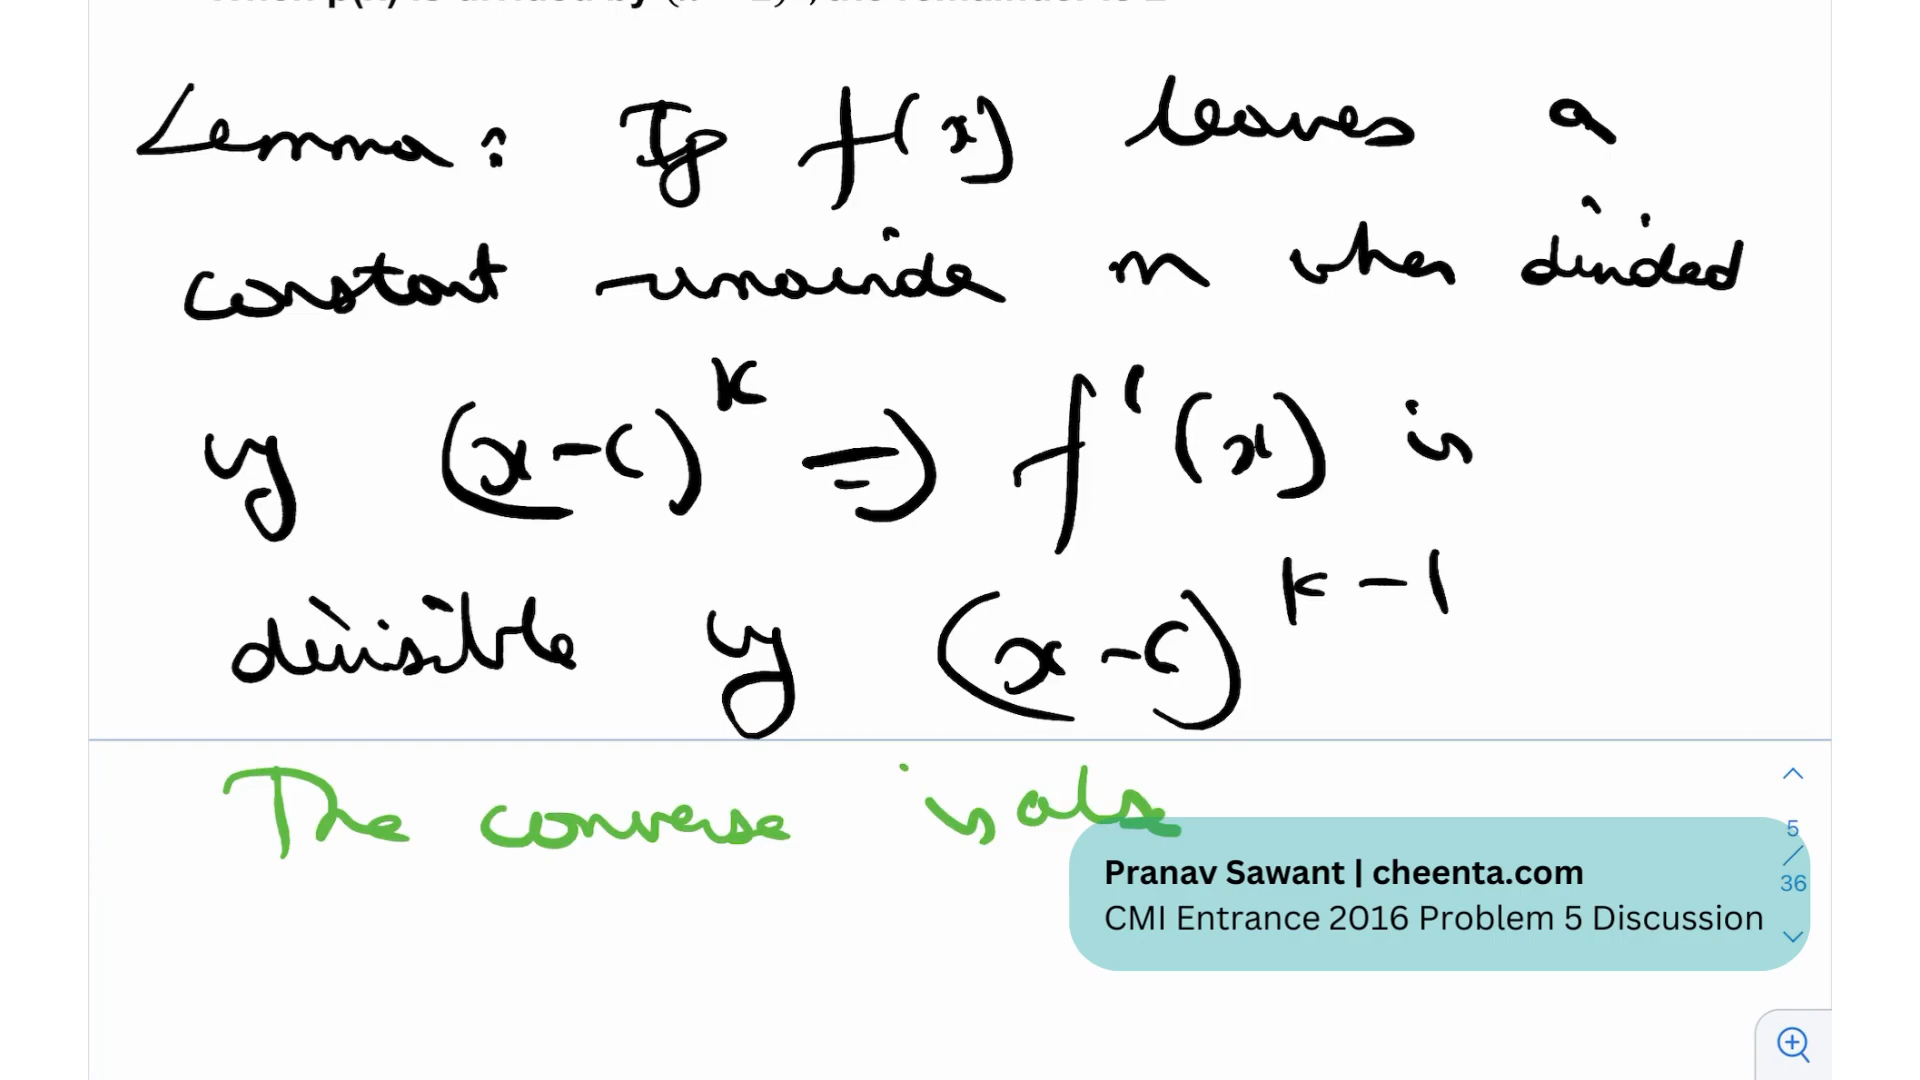 Lemma: If f(x) leaves a
constant remainder m when divided
by (x-c)^k => f'(x) is
divisible by (x-c)^{k-1}
The converse is also
Pranav Sawant | cheenta.com
CMI Entrance 2016 Problem 5 Discussion
5
/
36